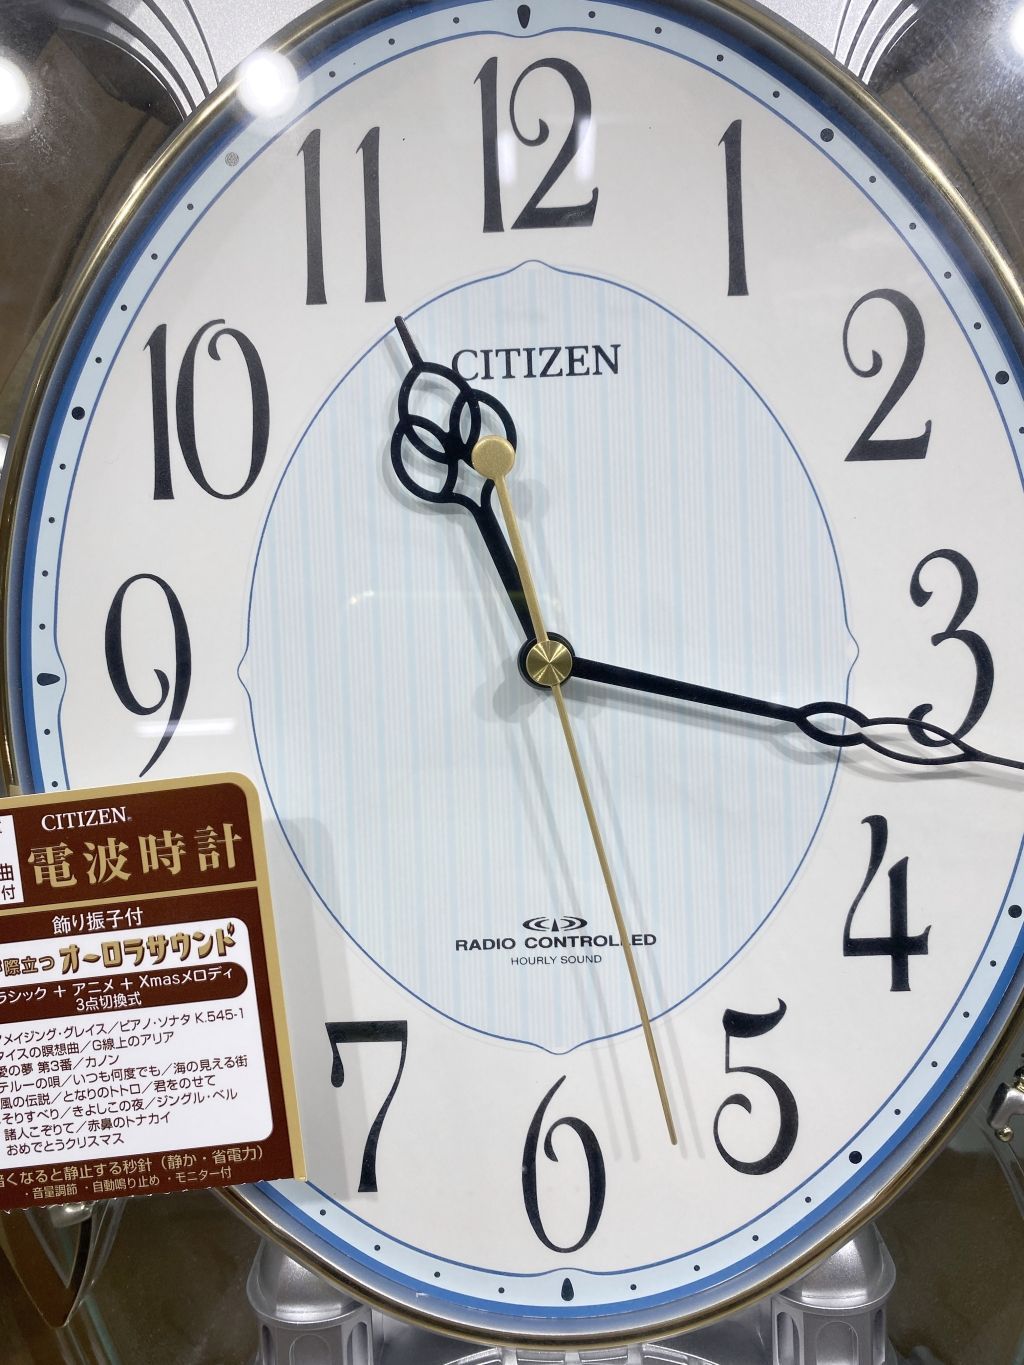 12
11
1
10
2
CITIZEN
9
3
4
RADIO CONTROLLED
HOURLY SOUND
7
5
6
CITIZEN
電波時計
曲
付
飾り振子付
際立つ オーロラサウンド
ラシック + アニメ + Xmasメロディ
3点切換式
メイジング・グレイス/ピアノ・ソナタ K.545-1
タイスの瞑想曲/G線上のアリア
愛の夢 第3番/カノン
テルーの唄/いつも何度でも/海の見える街
風の伝説/となりのトトロ/君をのせて
そりすべり/きよしこの夜/ジングル・ベル
諸人こぞりて/赤鼻のトナカイ
おめでとうクリスマス
暗くなると静止する秒針(静か・省電力)
・音量調節 ・自動鳴り止め ・モニター付